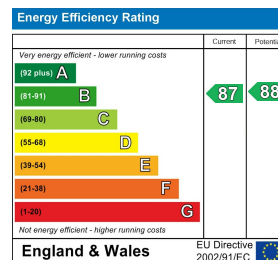 Energy Efficiency Rating
Current
Very energy efficient - lower running costs
(92 plus) A
(81-91) B
87
88
(69-80) C
(55-68) D
(39-54) E
(21-38) F
(1-20) G
Not energy efficient - higher running costs
England & Wales
EU Directive
2002/91/EC